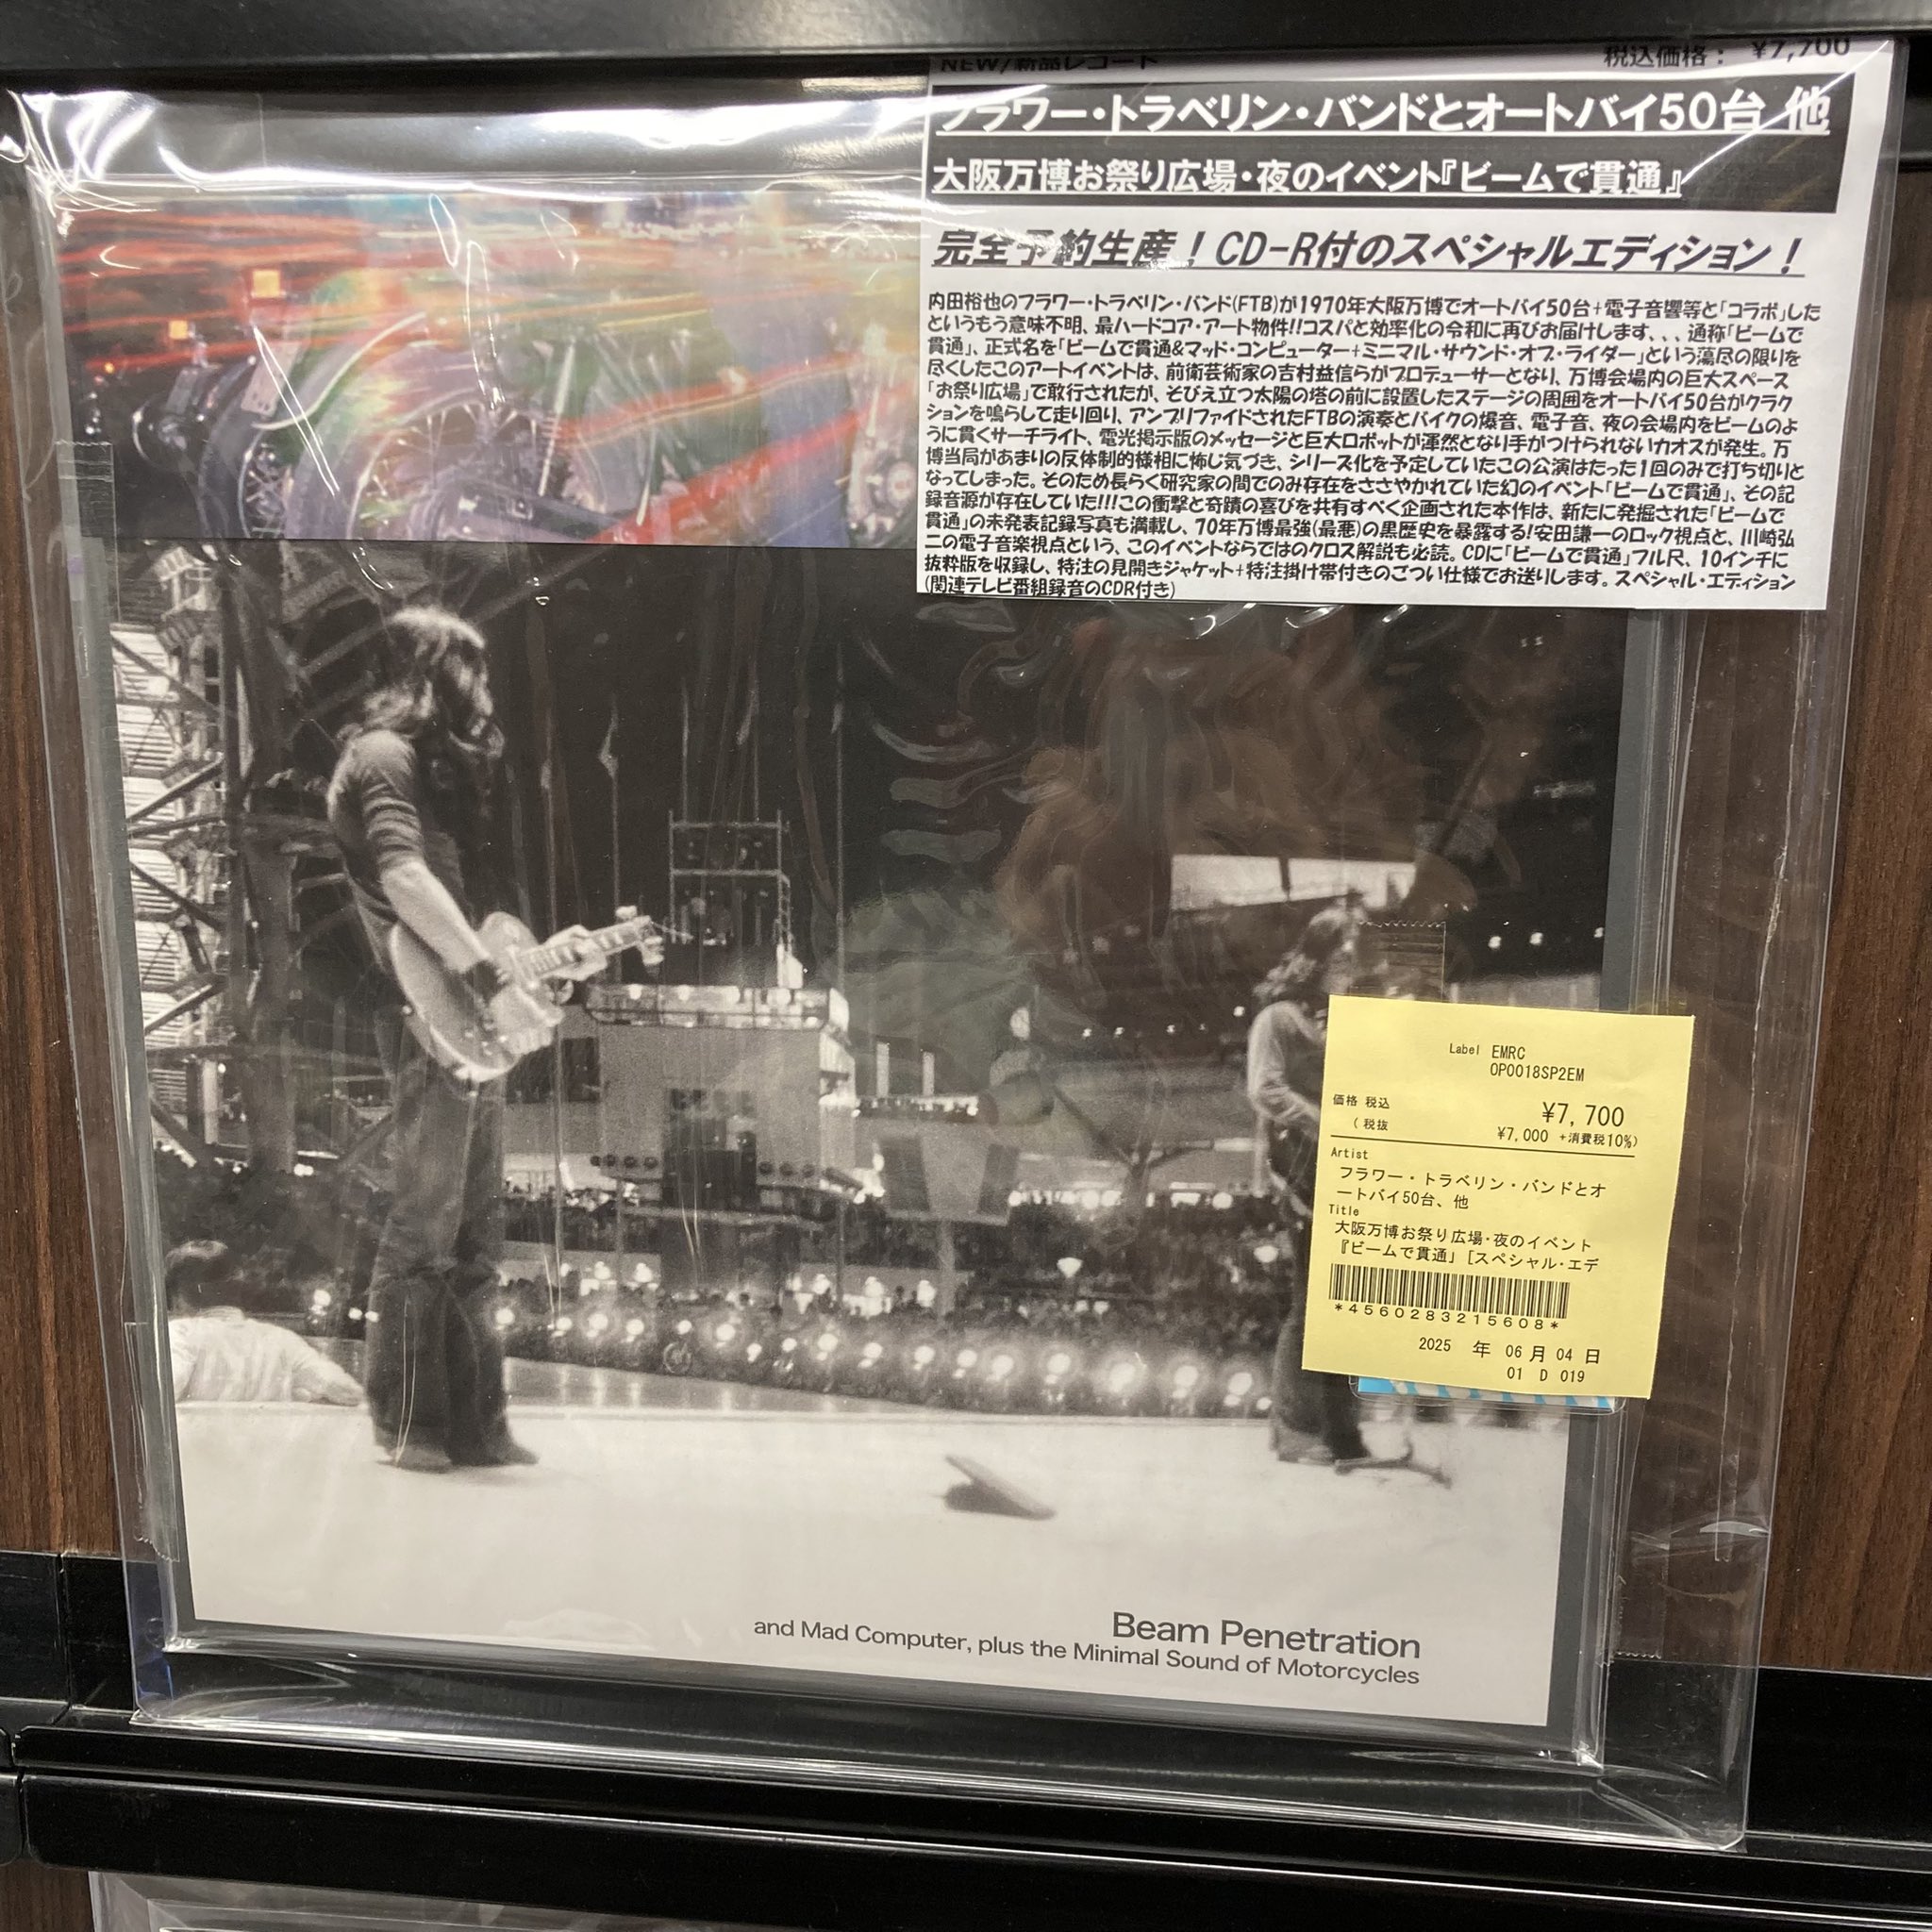 NEW/新品レコード
税込価格： ¥7,700
フラワー・トラベリン・バンドとオートバイ50台 他
大阪万博お祭り広場・夜のイベント『ビームで貫通』
完全予約生産！CD-R付のスペシャルエディション！
内田裕也のフラワー・トラベリン・バンド(FTB)が1970年大阪万博でオートバイ50台+電子音響等と「コラボ」した
というもう意味不明、最ハードコア・アート物件!!コスパと効率化の令和に再びお届けします、、、通称「ビームで
貫通」、正式名を「ビームで貫通&マッド・コンピューター+ミニマル・サウンド・オブ・ライダー」という蕩尽の限りを
尽くしたこのアートイベントは、前衛芸術家の吉村益信らがプロデューサーとなり、万博会場内の巨大スペース
「お祭り広場」で敢行されたが、そびえ立つ太陽の塔の前に設置したステージの周囲をオートバイ50台がクラク
ションを鳴らして走り回り、アンプリファイドされたFTBの演奏とバイクの爆音、電子音、夜の会場内をビームのよ
うに貫くサーチライト、電光掲示版のメッセージと巨大ロボットが渾然となり手がつけられないカオスが発生。万
博当局があまりの反体制的様相に怖じ気づき、シリーズ化を予定していたこの公演はたった1回のみで打ち切りと
なってしまった。そのため長らく研究家の間でのみ存在をささやかれていた幻のイベント「ビームで貫通」、その記
録音源が存在していた!!!この衝撃と奇蹟の喜びを共有すべく企画された本作は、新たに発掘された「ビームで
貫通」の未発表記録写真も満載し、70年万博最強(最悪)の黒歴史を暴露する!安田謙一のロック視点と、川崎弘
二の電子音楽視点という、このイベントならではのクロス解説も必読。CDに「ビームで貫通」フル尺、10インチに
抜粋版を収録し、特注の見開きジャケット+特注掛け帯付きのごつい仕様でお送りします。スペシャル・エディション
(関連テレビ番組録音のCDR付き)
Label EMRC
OP0018SP2EM
価格 税込 ¥7,700
(税抜 ¥7,000 +消費税10%)
Artist
フラワー・トラベリン・バンドとオ
ートバイ50台、他
Title
大阪万博お祭り広場・夜のイベント
『ビームで貫通」[スペシャル・エデ
*4560283215608*
2025 年 06月 04 日
01 D 019
Beam Penetration
and Mad Computer, plus the Minimal Sound of Motorcycles